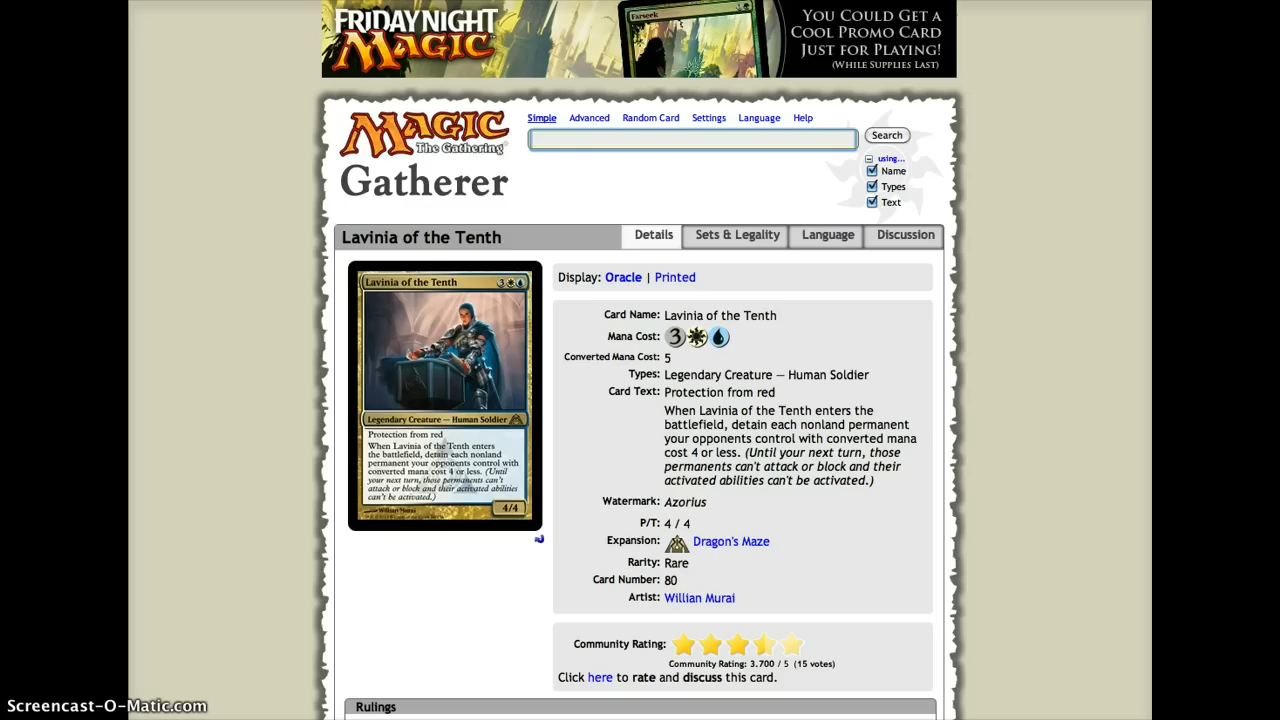 FRIDAY NIGHT
MAGIC
Farseek
YOU COULD GET A
COOL PROMO CARD
JUST FOR PLAYING!
(WHILE SUPPLIES LAST)
MAGIC
The Gathering
Gatherer
Simple Advanced Random Card Settings Language Help
Search
using...
Name
Types
Text
Lavinia of the Tenth
Details Sets & Legality Language Discussion
Lavinia of the Tenth 3
Legendary Creature — Human Soldier
Protection from red
When Lavinia of the Tenth enters
the battlefield, detain each nonland
permanent your opponents control with
converted mana cost 4 or less. (Until
your next turn, those permanents can't
attack or block and their
activated abilities
can't be activated.)
Willian Murai
4/4
Display: Oracle | Printed
Card Name: Lavinia of the Tenth
Mana Cost: 3
Converted Mana Cost: 5
Types: Legendary Creature — Human Soldier
Card Text: Protection from red
When Lavinia of the Tenth enters the
battlefield, detain each nonland permanent
your opponents control with converted mana
cost 4 or less. (Until your next turn, those
permanents can't attack or block and their
activated abilities can't be activated.)
Watermark: Azorius
P/T: 4 / 4
Expansion: Dragon's Maze
Rarity: Rare
Card Number: 80
Artist: Willian Murai
Community Rating:
Community Rating: 3.700 / 5 (15 votes)
Click here to rate and discuss this card.
Rulings
Screencast-O-Matic.com